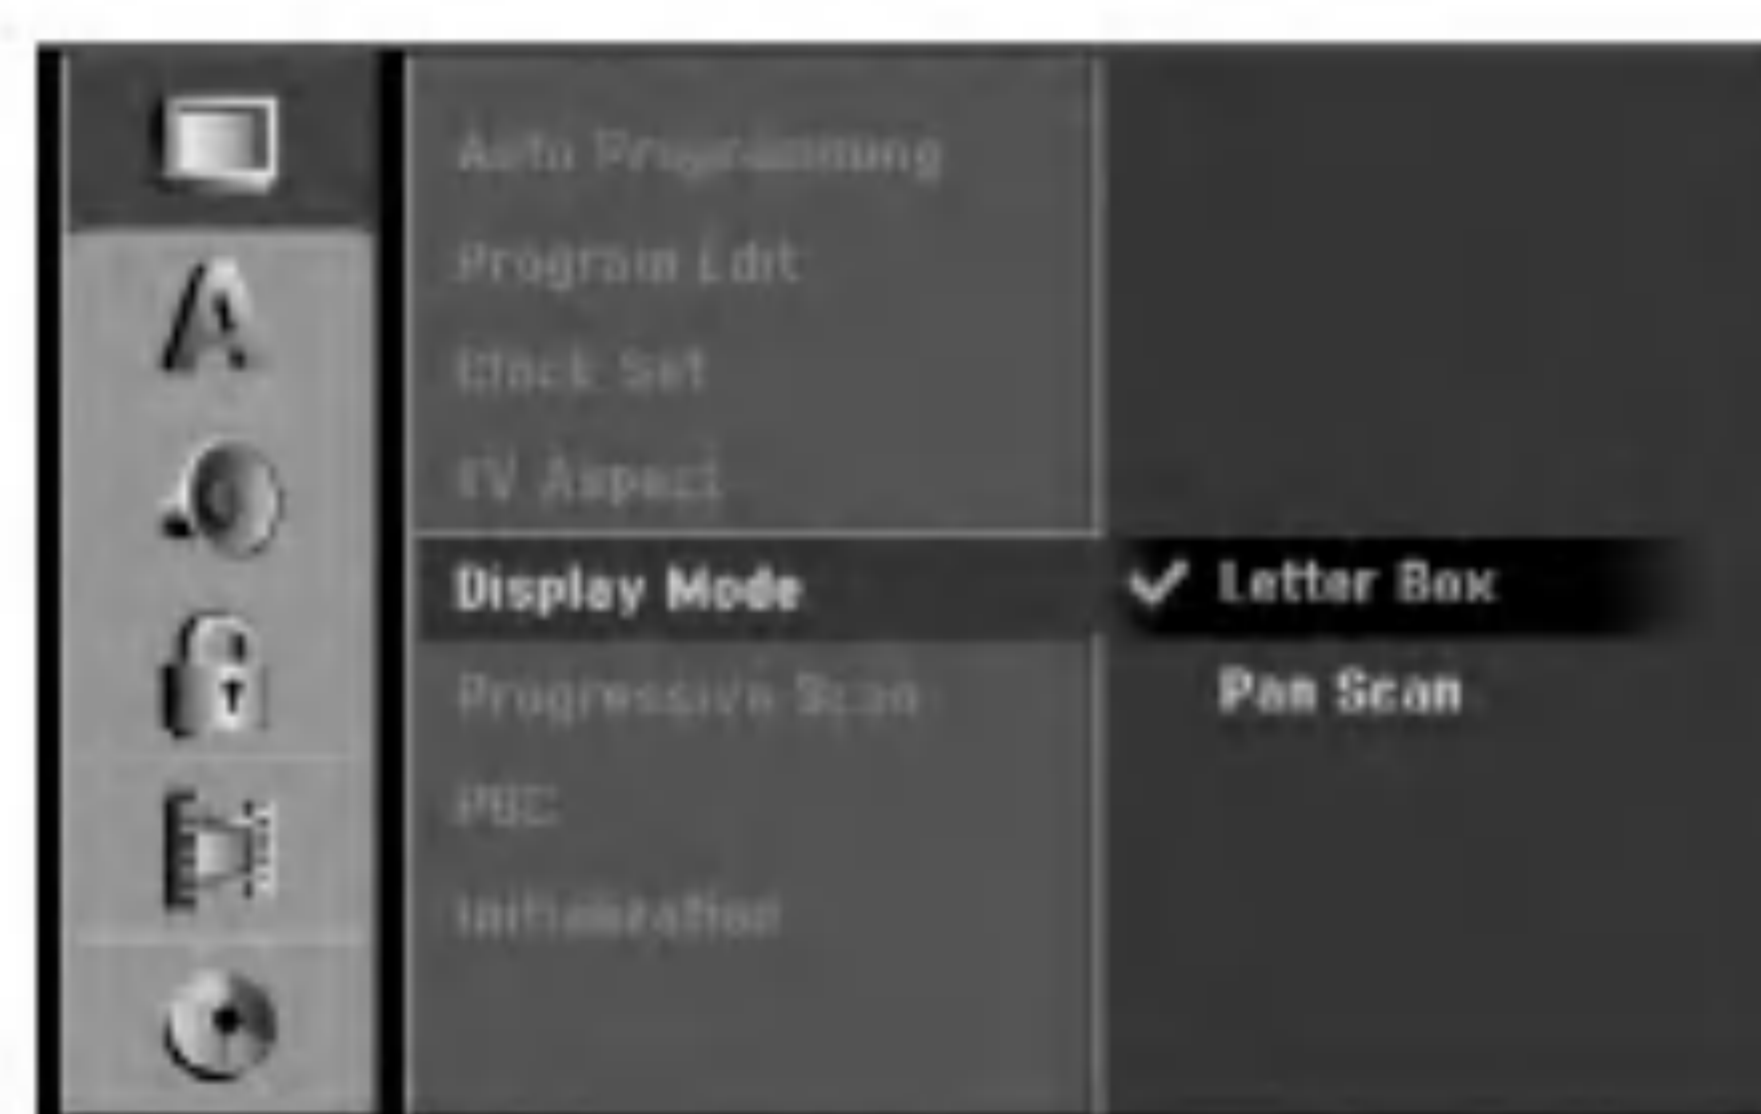 Auto Programming
Program Edit
Clock Set
TV Aspect
Display Mode
✓ Letter Box
Progressive Scan
Pan Scan
PBC
Initialization